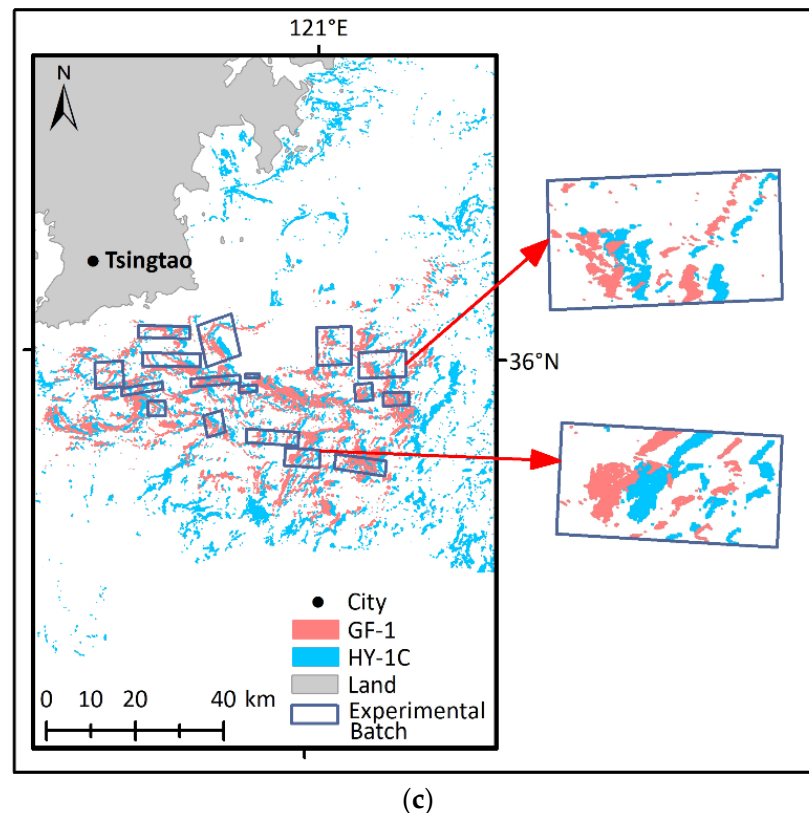 121°E
N
Tsingtao
36°N
City
GF-1
HY-1C
Land
0 10 20 40 km
Experimental
Batch
(c)